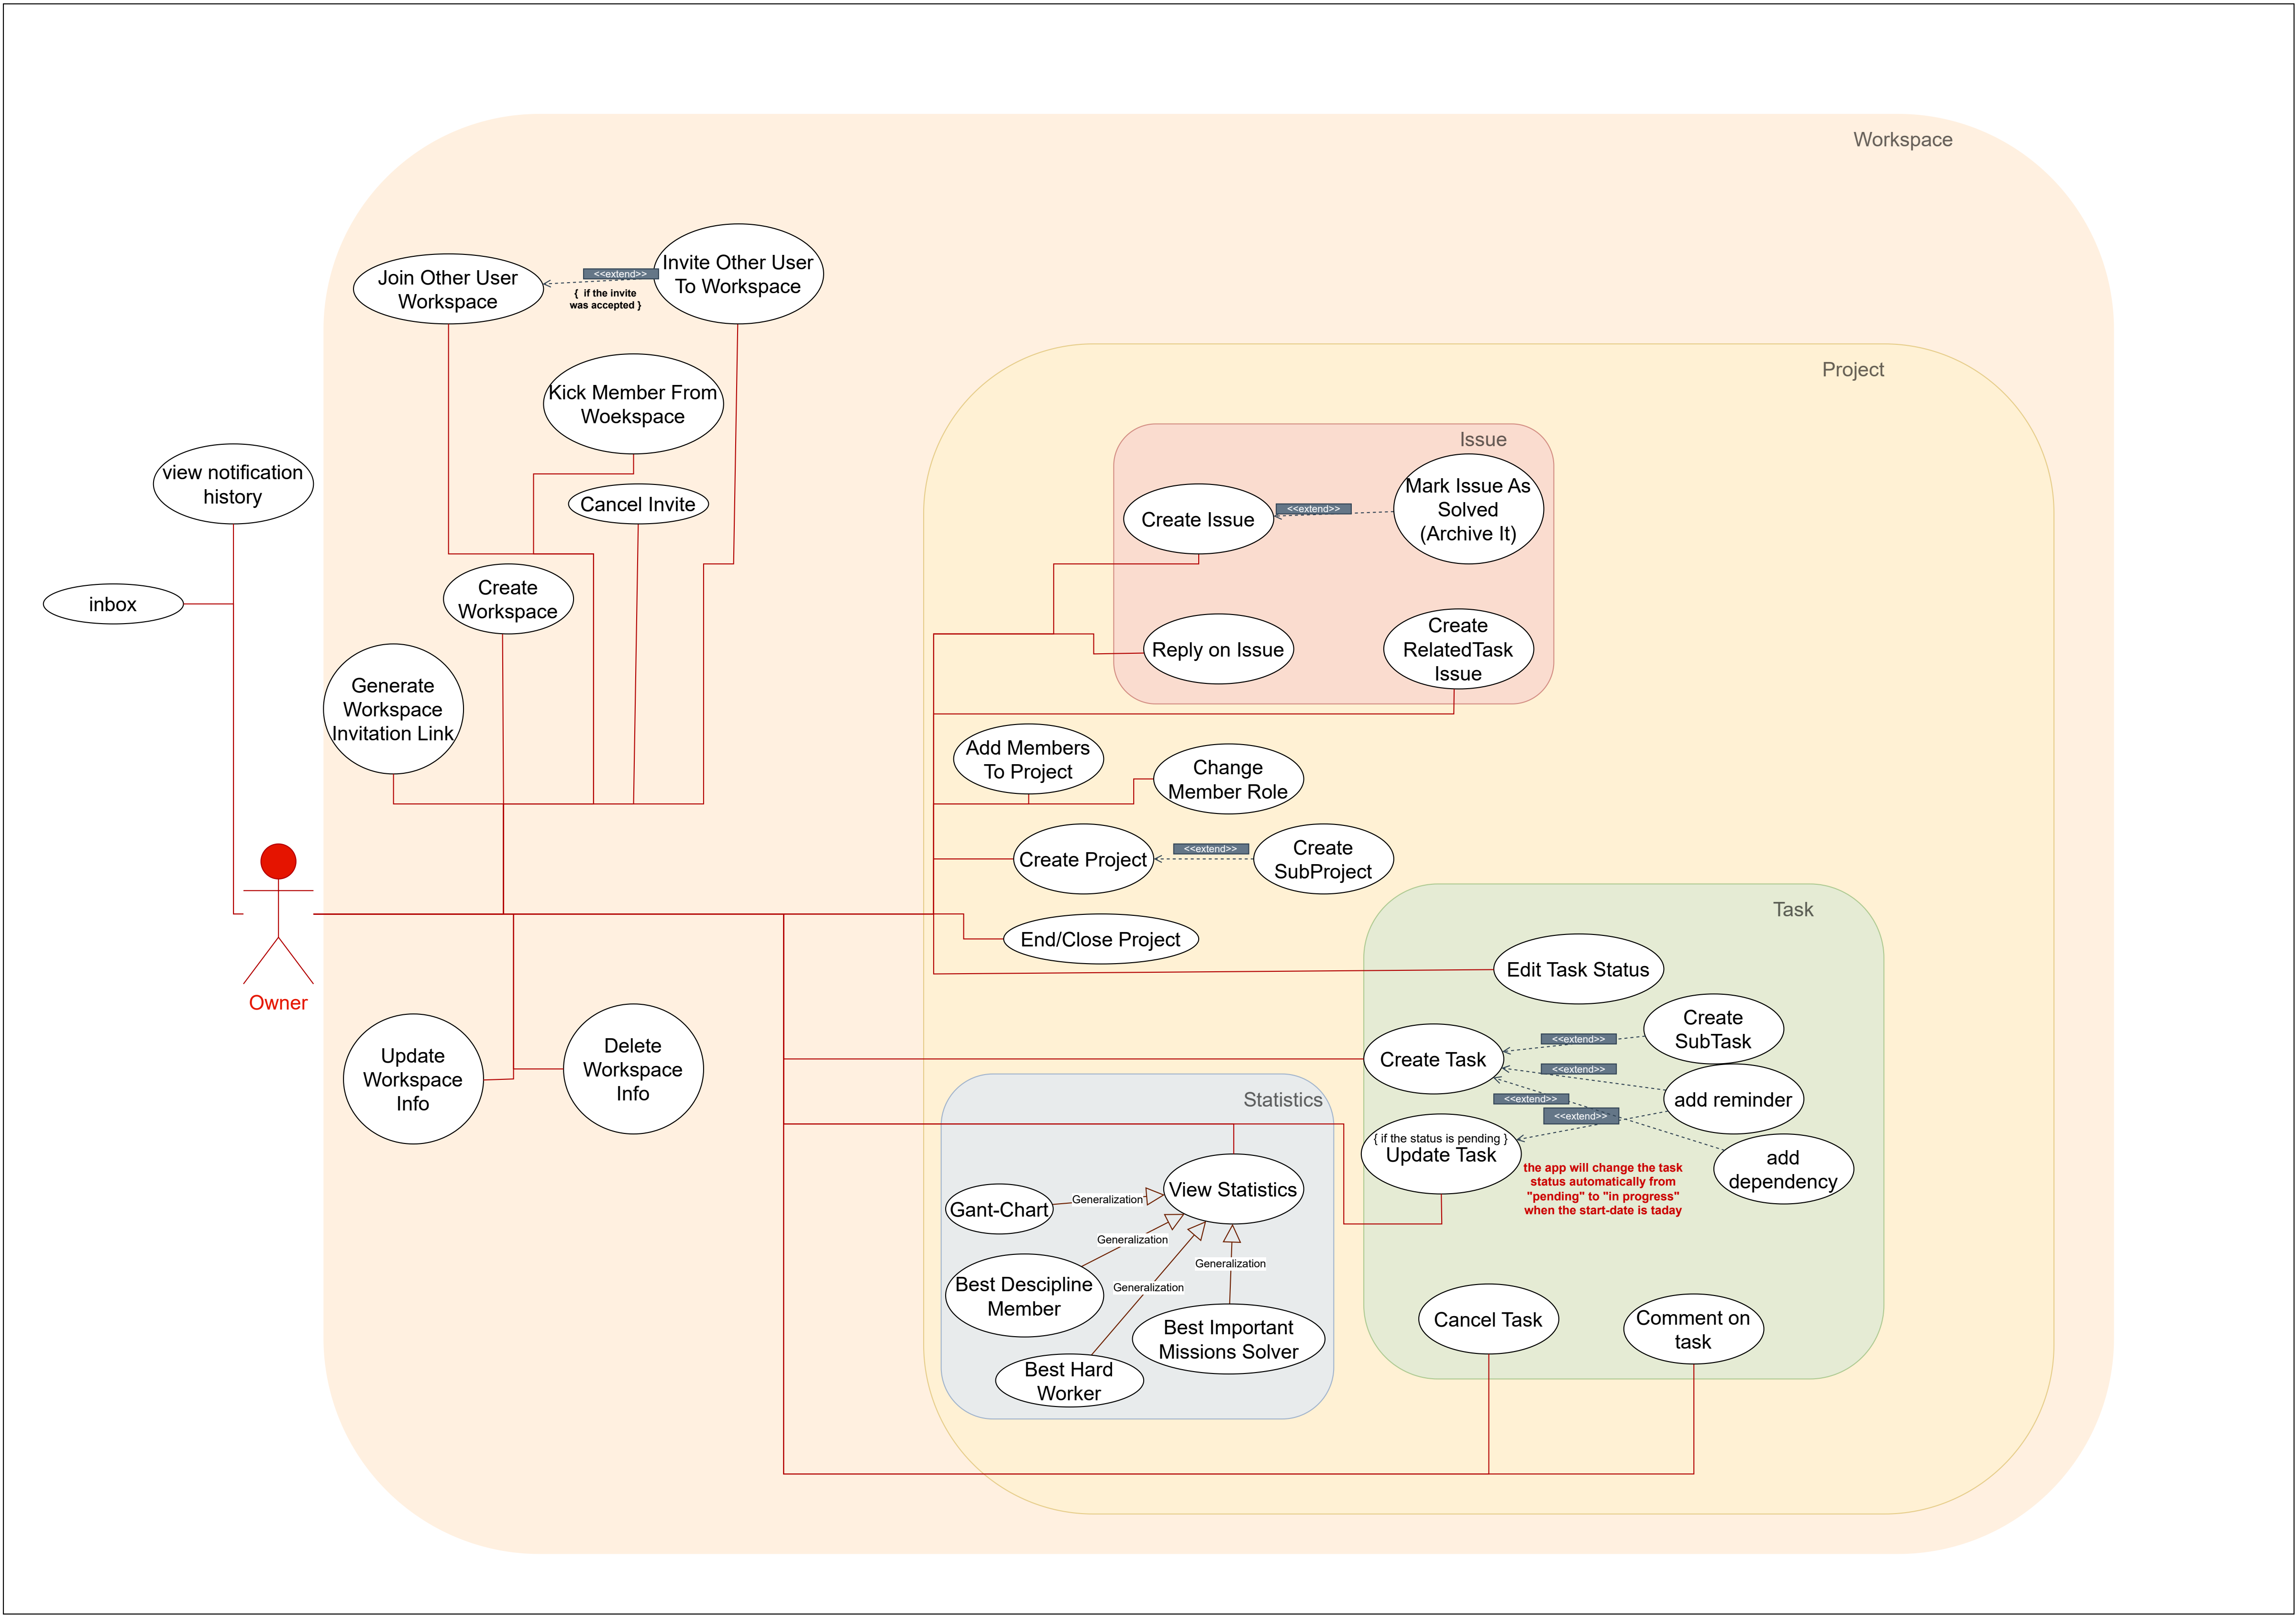 Workspace
Join Other User
Workspace
<<extend>>
{  if the invite
was accepted }
Invite Other User
To Workspace
Kick Member From
Woekspace
Cancel Invite
view notification
history
inbox
Create
Workspace
Generate
Workspace
Invitation Link
Owner
Update
Workspace
Info
Delete
Workspace
Info
Project
Issue
Create Issue
<<extend>>
Mark Issue As
Solved
(Archive It)
Reply on Issue
Create
RelatedTask
Issue
Add Members
To Project
Change
Member Role
Create Project
<<extend>>
Create
SubProject
End/Close Project
Task
Edit Task Status
Create Task
<<extend>>
Create
SubTask
<<extend>>
add reminder
<<extend>>
<<extend>>
{ if the status is pending }
Update Task
add
dependency
the app will change the task
status automatically from
"pending" to "in progress"
when the start-date is taday
Cancel Task
Comment on
task
Statistics
View Statistics
Gant-Chart
Generalization
Generalization
Best Descipline
Member
Generalization
Generalization
Best Important
Missions Solver
Best Hard
Worker